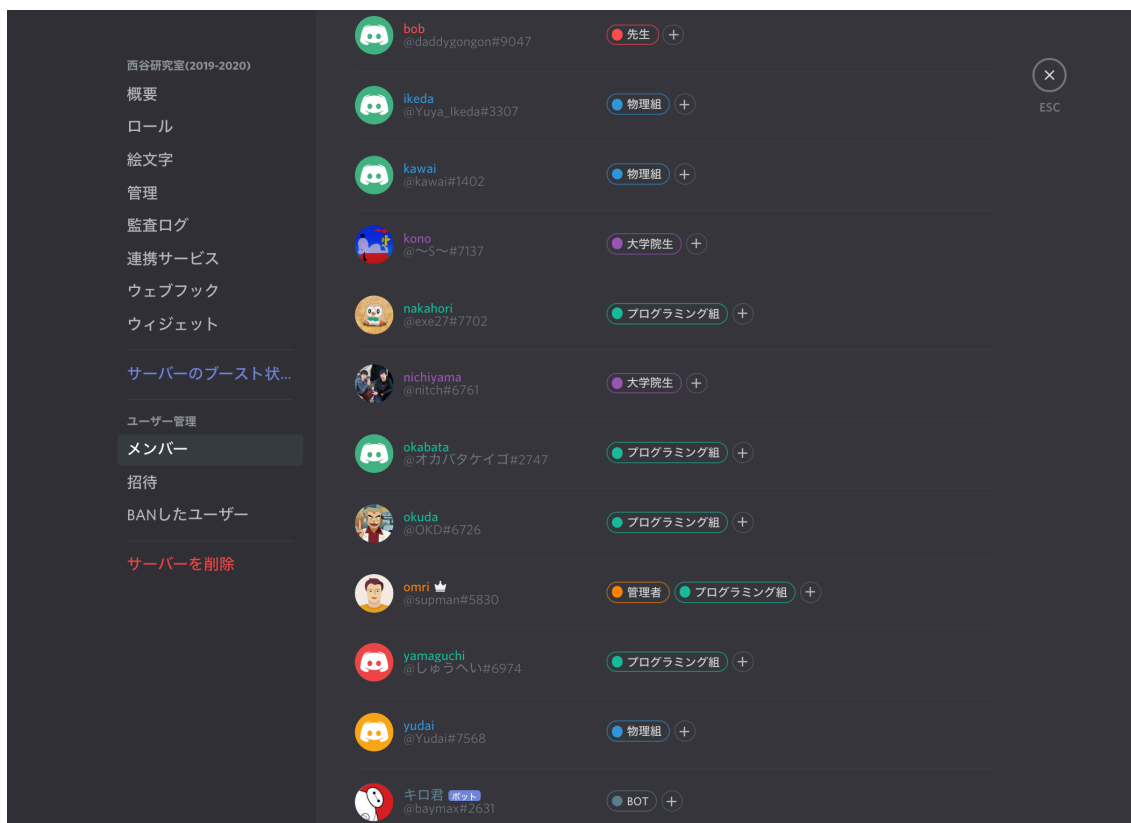 西谷研究室(2019-2020)
概要
ロール
絵文字
管理
監査ログ
連携サービス
ウェブフック
ウィジェット
サーバーのブースト状...
ユーザー管理
メンバー
招待
BANしたユーザー
サーバーを削除
bob
@daddygongon#9047
先生
ikeda
@Yuya_Ikeda#3307
物理組
kawai
@kawai#1402
物理組
kono
@〜S〜#7137
大学院生
nakahori
@exe27#7702
プログラミング組
nichiyama
@nitch#6761
大学院生
okabata
@オカバタケイゴ#2747
プログラミング組
okuda
@OKD#6726
プログラミング組
omri
@supman#5830
管理者 プログラミング組
yamaguchi
@しゅうへい#6974
プログラミング組
yudai
@Yudai#7568
物理組
キロ君 ボット
@baymax#2631
BOT
ESC